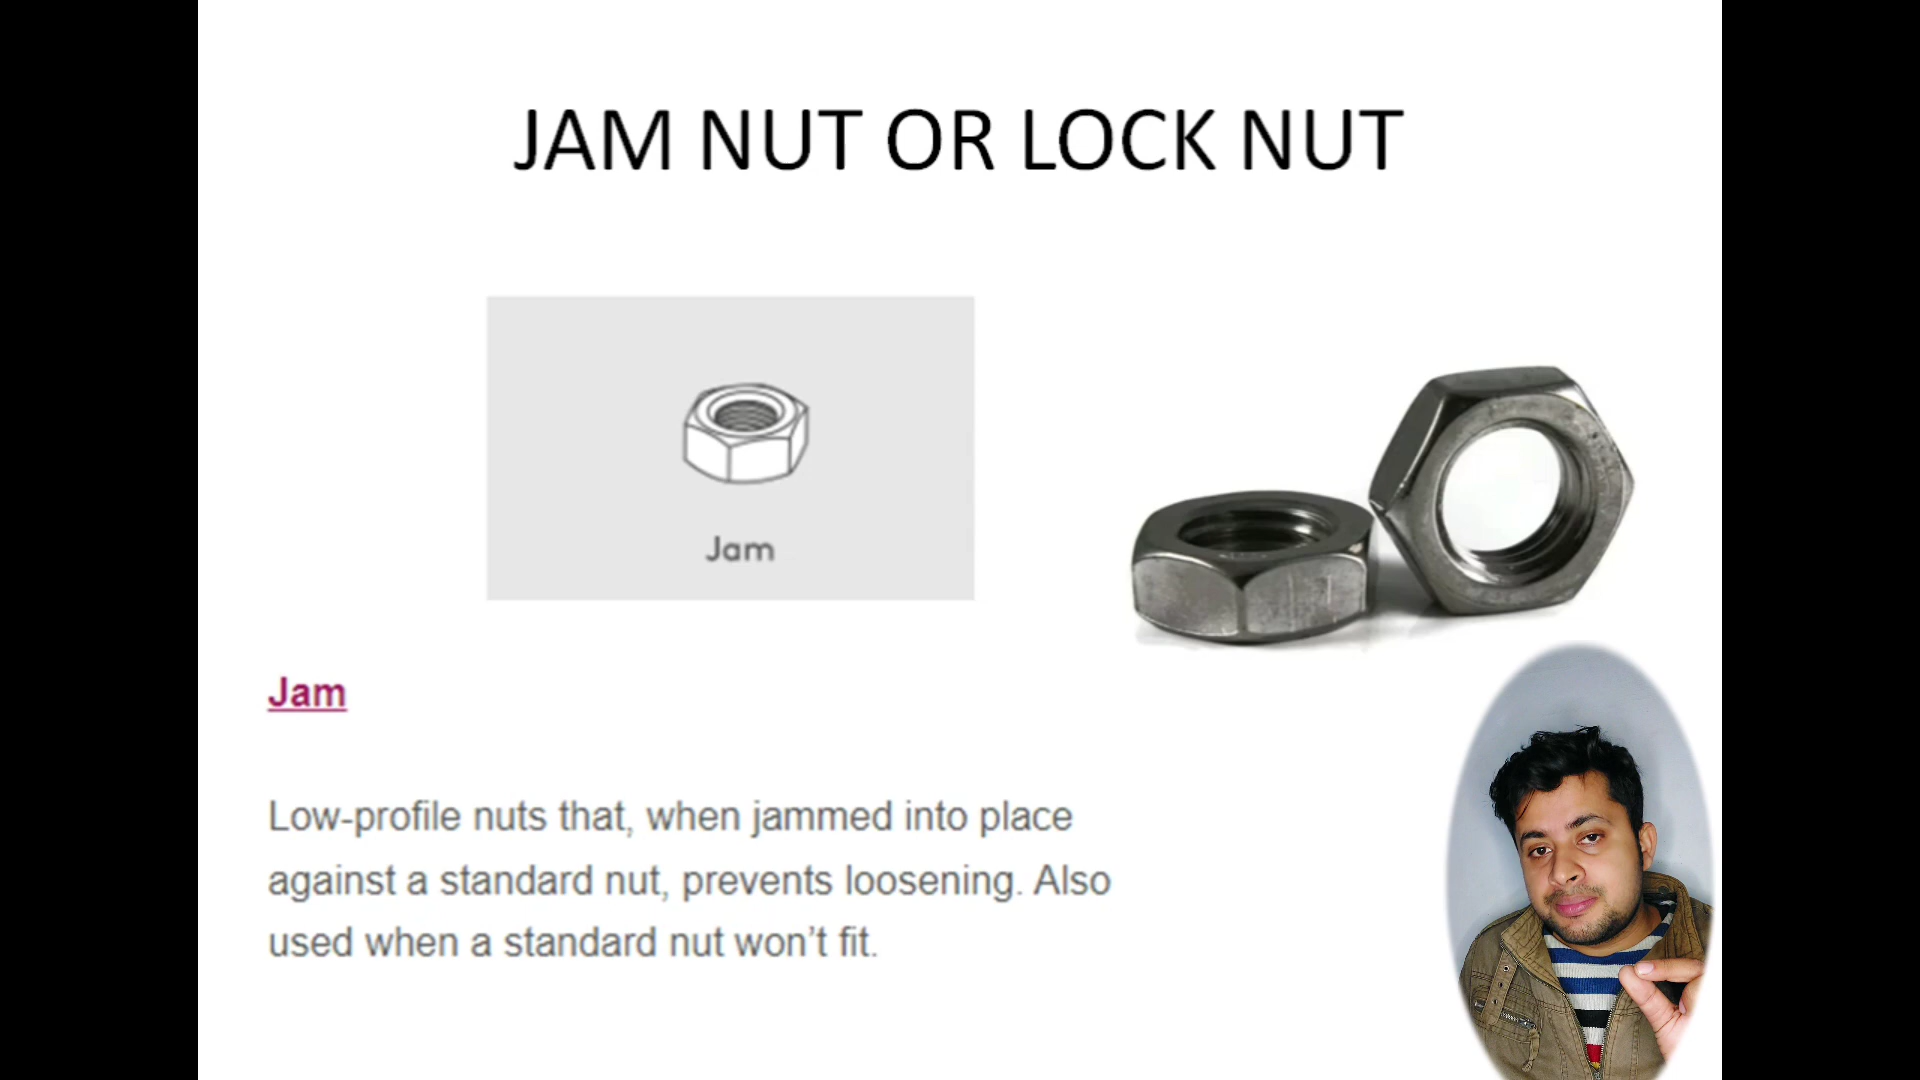 JAM NUT OR LOCK NUT
Jam
Jam
Low-profile nuts that, when jammed into place
against a standard nut, prevents loosening. Also
used when a standard nut won’t fit.